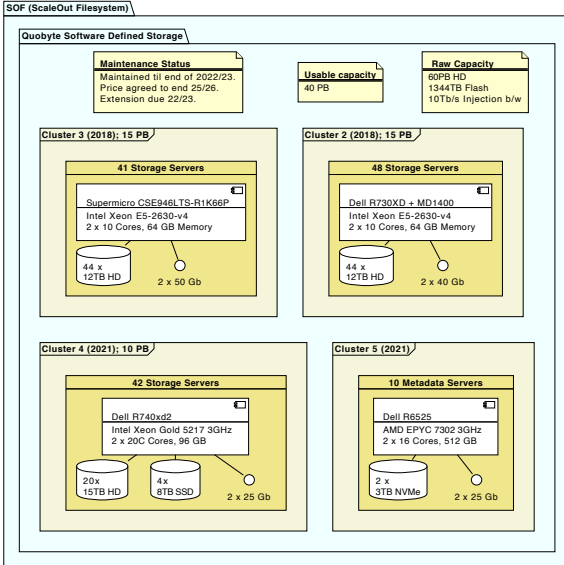 SOF (ScaleOut Filesystem)
Quobyte Software Defined Storage
Maintenance Status
Maintained til end of 2022/23.
Price agreed to end 25/26.
Extension due 22/23.
Usable capacity
40 PB
Raw Capacity
60PB HD
1344TB Flash
10Tb/s Injection b/w
Cluster 3 (2018); 15 PB
41 Storage Servers
Supermicro CSE946LTS-R1K66P
Intel Xeon E5-2630-v4
2 x 10 Cores, 64 GB Memory
44 x
12TB HD
2 x 50 Gb
Cluster 2 (2018); 15 PB
48 Storage Servers
Dell R730XD + MD1400
Intel Xeon E5-2630-v4
2 x 10 Cores, 64 GB Memory
44 x
12TB HD
2 x 40 Gb
Cluster 4 (2021); 10 PB
42 Storage Servers
Dell R740xd2
Intel Xeon Gold 5217 3GHz
2 x 20C Cores, 96 GB
20x
15TB HD
4x
8TB SSD
2 x 25 Gb
Cluster 5 (2021)
10 Metadata Servers
Dell R6525
AMD EPYC 7302 3GHz
2 x 16 Cores, 512 GB
2 x
3TB NVMe
2 x 25 Gb